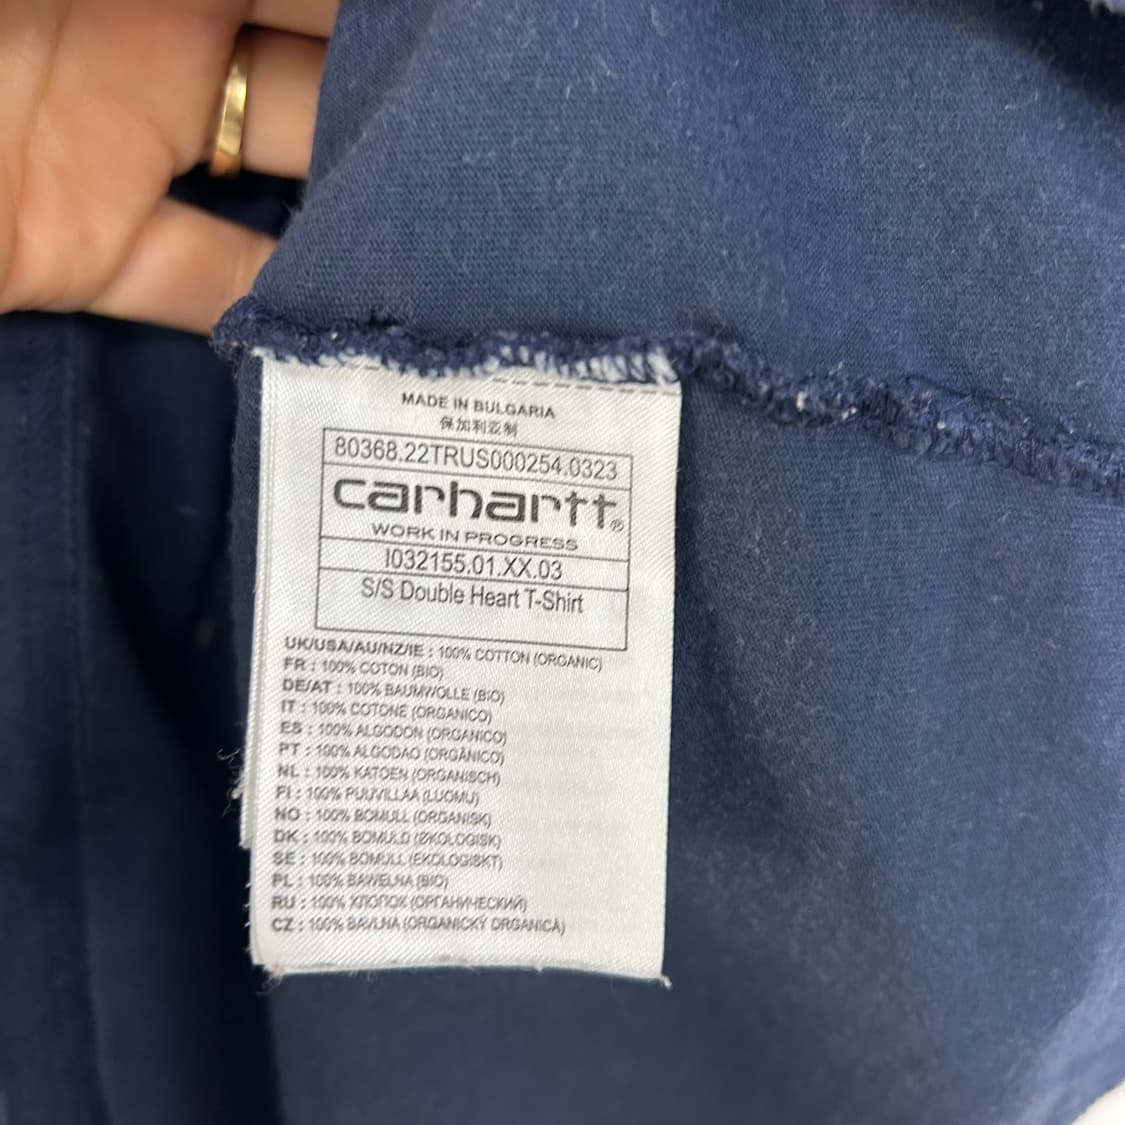 MADE IN BULGARIA
保加利亚制
80368.22TRUS000254.0323
carhartt®
WORK IN PROGRESS
I032155.01.XX.03
S/S Double Heart T-Shirt
UK/USA/AU/NZ/IE : 100% COTTON (ORGANIC)
FR : 100% COTON (BIO)
DE/AT : 100% BAUMWOLLE (BIO)
IT : 100% COTONE (ORGANICO)
ES : 100% ALGODON (ORGANICO)
PT : 100% ALGODAO (ORGÂNICO)
NL : 100% KATOEN (ORGANISCH)
FI : 100% PUUVILLAA (LUOMU)
NO : 100% BOMULL (ORGANISK)
DK : 100% BOMULD (ØKOLOGISK)
SE : 100% BOMULL (EKOLOGISKT)
PL : 100% BAWELNA (BIO)
RU : 100% ХЛОПОК (ОРГАНИЧЕСКИЙ)
CZ : 100% BAVLNA (ORGANICKÝ ORGANICÁ)